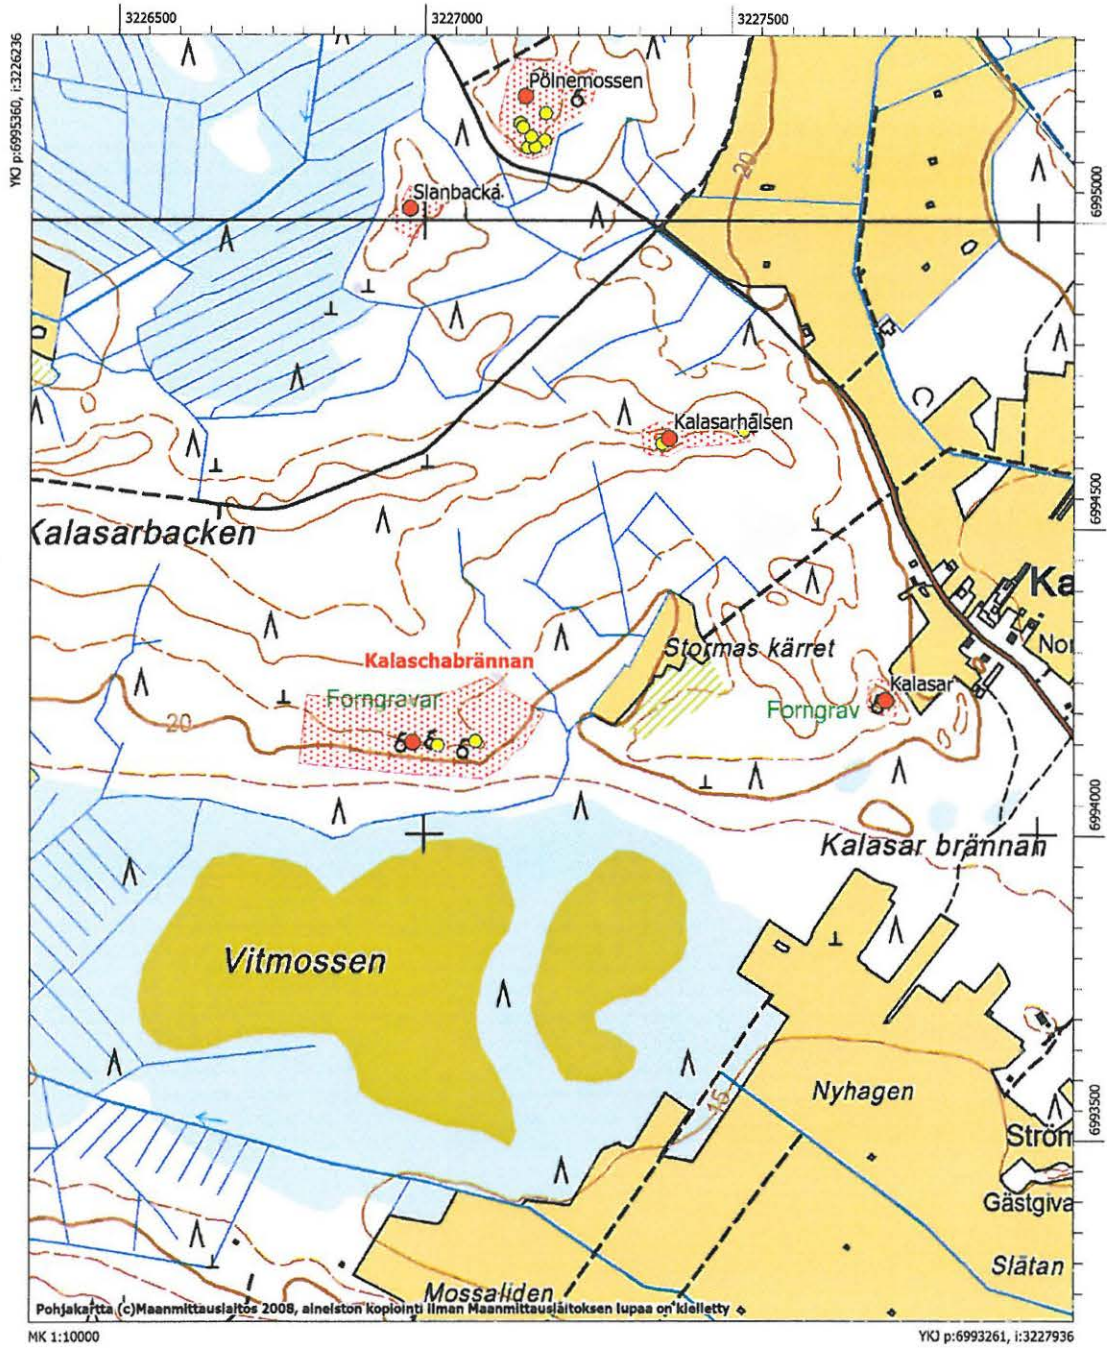 3226500
3227000
3227500
YKJ p:6995360, i:3226236
Pölnemossen
20
6995000
Slanbacka
Kalasarhälsen
6994500
Kalasarbacken
Ka
Stormas kärret
Nor
Kalaschabrännan
Kalasar
Forngravar
Forngrav
20
6994000
Kalasar brännan
Vitmossen
Nyhagen
15
6993500
Ström
Gästgiva
Slätan
Mossaliden
Pohjakartta (c)Maanmittauslaitos 2008, aineiston kopiointi ilman Maanmittauslaitoksen lupaa on kielletty
MK 1:10000
YKJ p:6993261, i:3227936